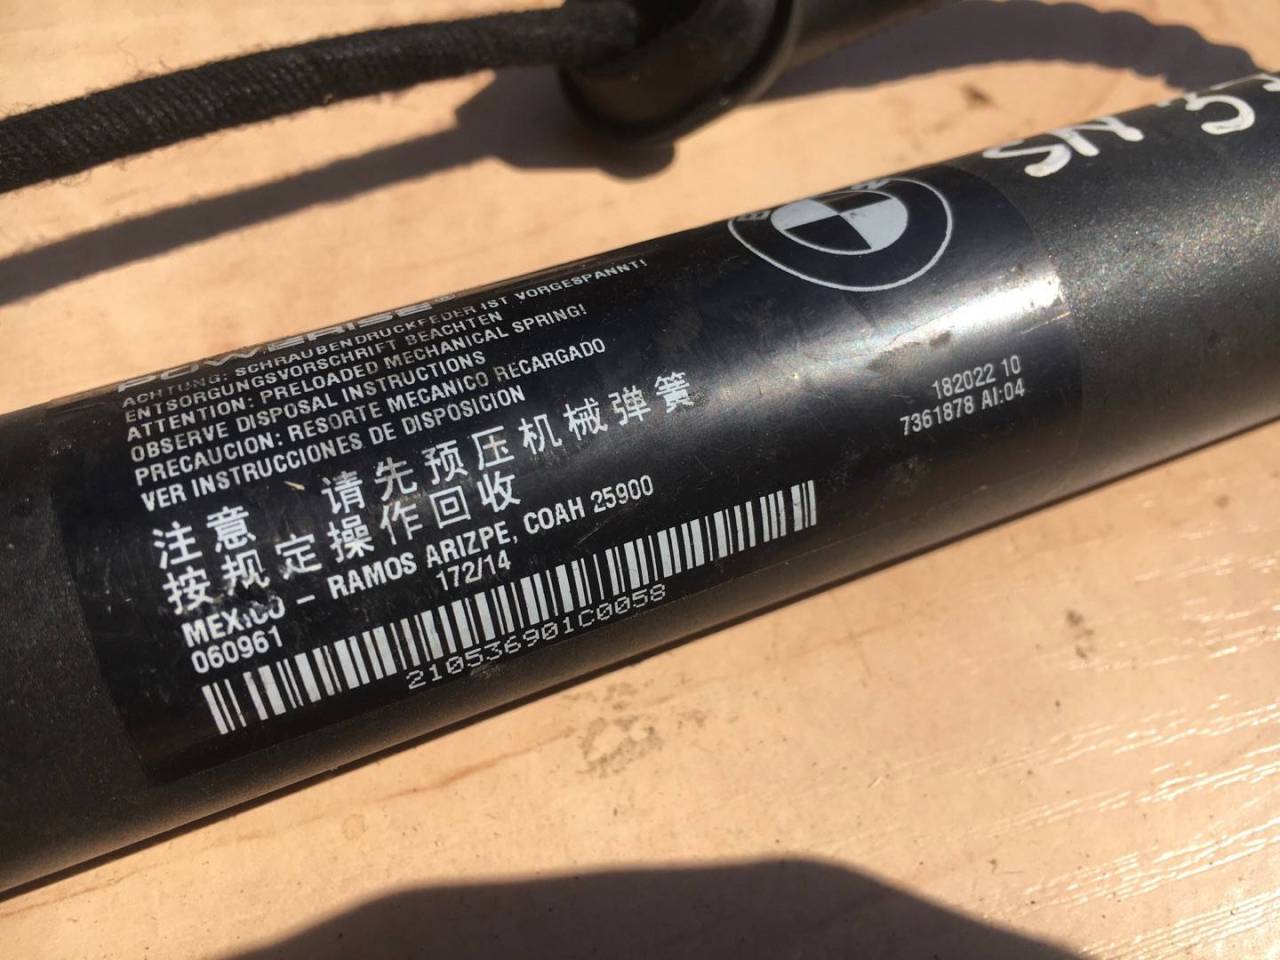 SN 37
POWERISE®
ACHTUNG: SCHRAUBENDRUCKFEDER IST VORGESPANNT!
ENTSORGUNGSVORSCHRIFT BEACHTEN
ATTENTION: PRELOADED MECHANICAL SPRING!
OBSERVE DISPOSAL INSTRUCTIONS
PRECAUCION: RESORTE MECANICO RECARGADO
VER INSTRUCCIONES DE DISPOSICION
注意 请先预压机械弹簧
按规定操作回收
MEXICO - RAMOS ARIZPE, COAH 25900
060961 172/14
210536901C0058
182022 10
7361878 AI:04